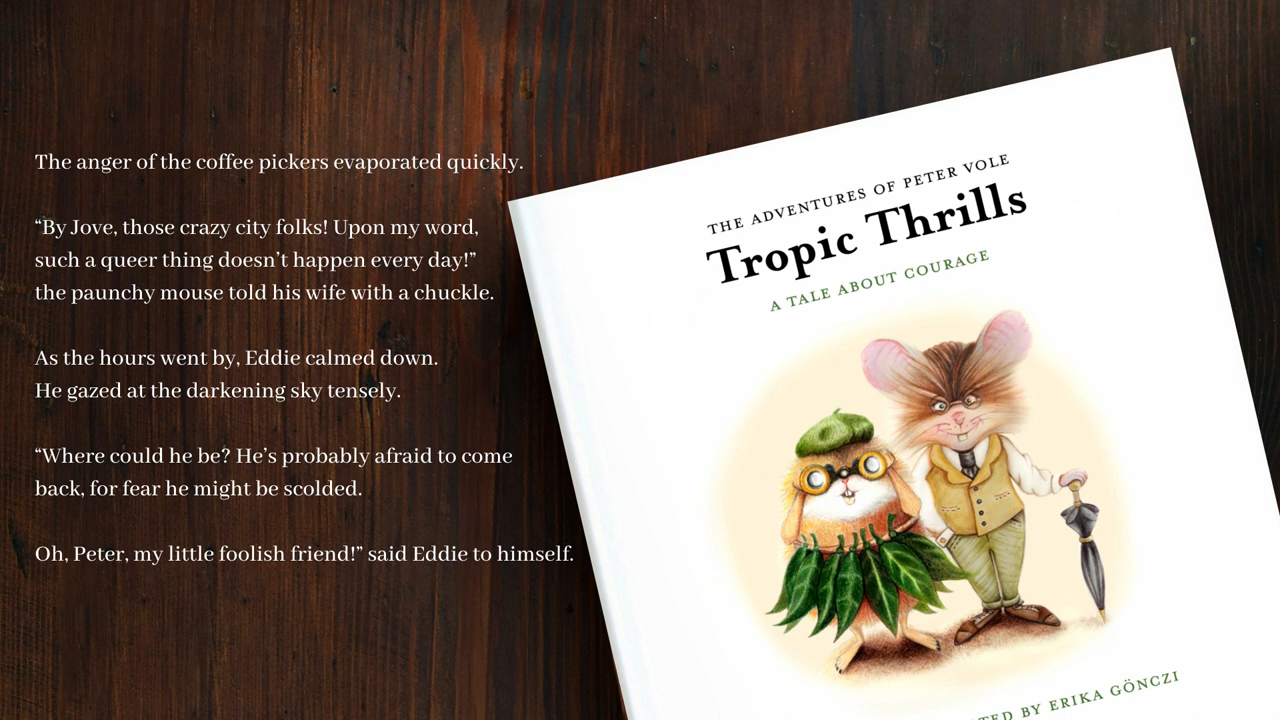 The anger of the coffee pickers evaporated quickly.
“By Jove, those crazy city folks! Upon my word,
such a queer thing doesn’t happen every day!”
the paunchy mouse told his wife with a chuckle.
As the hours went by, Eddie calmed down.
He gazed at the darkening sky tensely.
“Where could he be? He’s probably afraid to come
back, for fear he might be scolded.
Oh, Peter, my little foolish friend!” said Eddie to himself.
THE ADVENTURES OF PETER VOLE
Tropic Thrills
A TALE ABOUT COURAGE
BY ERIKA GÖNCZI